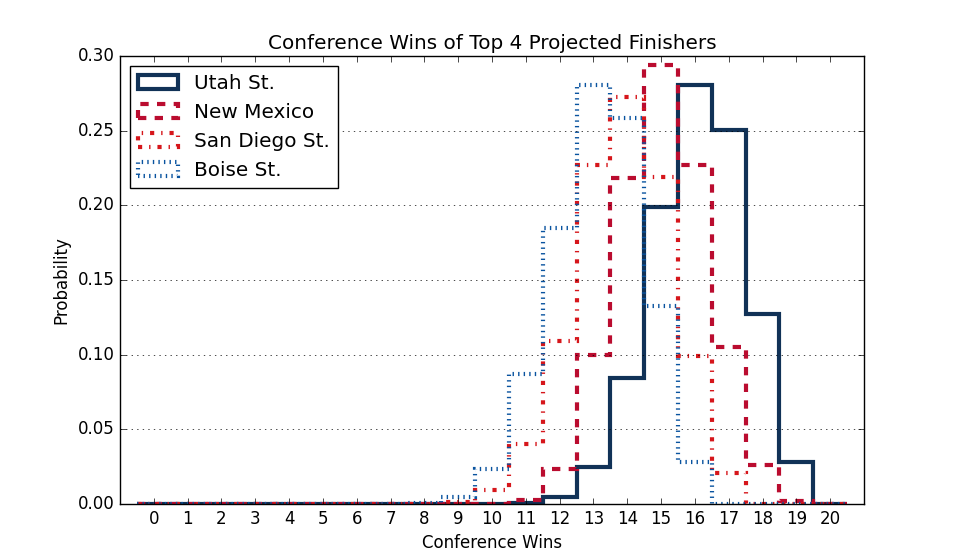 Conference Wins of Top 4 Projected Finishers
Utah St.
New Mexico
San Diego St.
Boise St.
Probability
0.30
0.25
0.20
0.15
0.10
0.05
0.00
0 1 2 3 4 5 6 7 8 9 10 11 12 13 14 15 16 17 18 19 20
Conference Wins